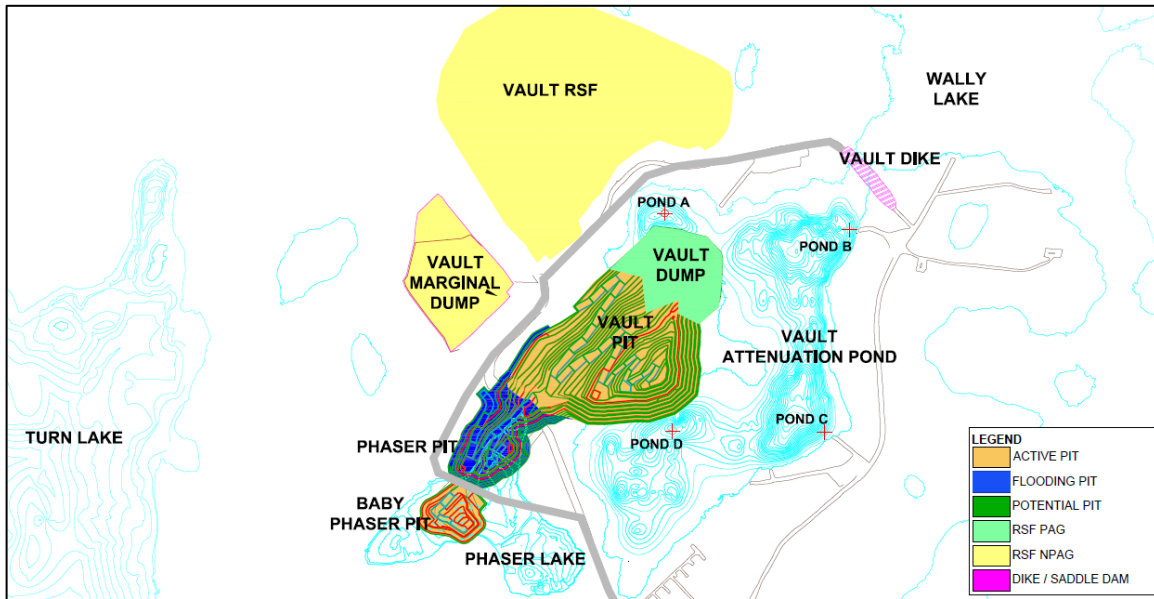 VAULT RSF
WALLY
LAKE
VAULT DIKE
POND A
POND B
VAULT
DUMP
VAULT
MARGINAL
DUMP
VAULT
PIT
VAULT
ATTENUATION POND
TURN LAKE
PHASER PIT
POND D
POND C
BABY
PHASER PIT
PHASER LAKE
LEGEND
ACTIVE PIT
FLOODING PIT
POTENTIAL PIT
RSF PAG
RSF NPAG
DIKE / SADDLE DAM